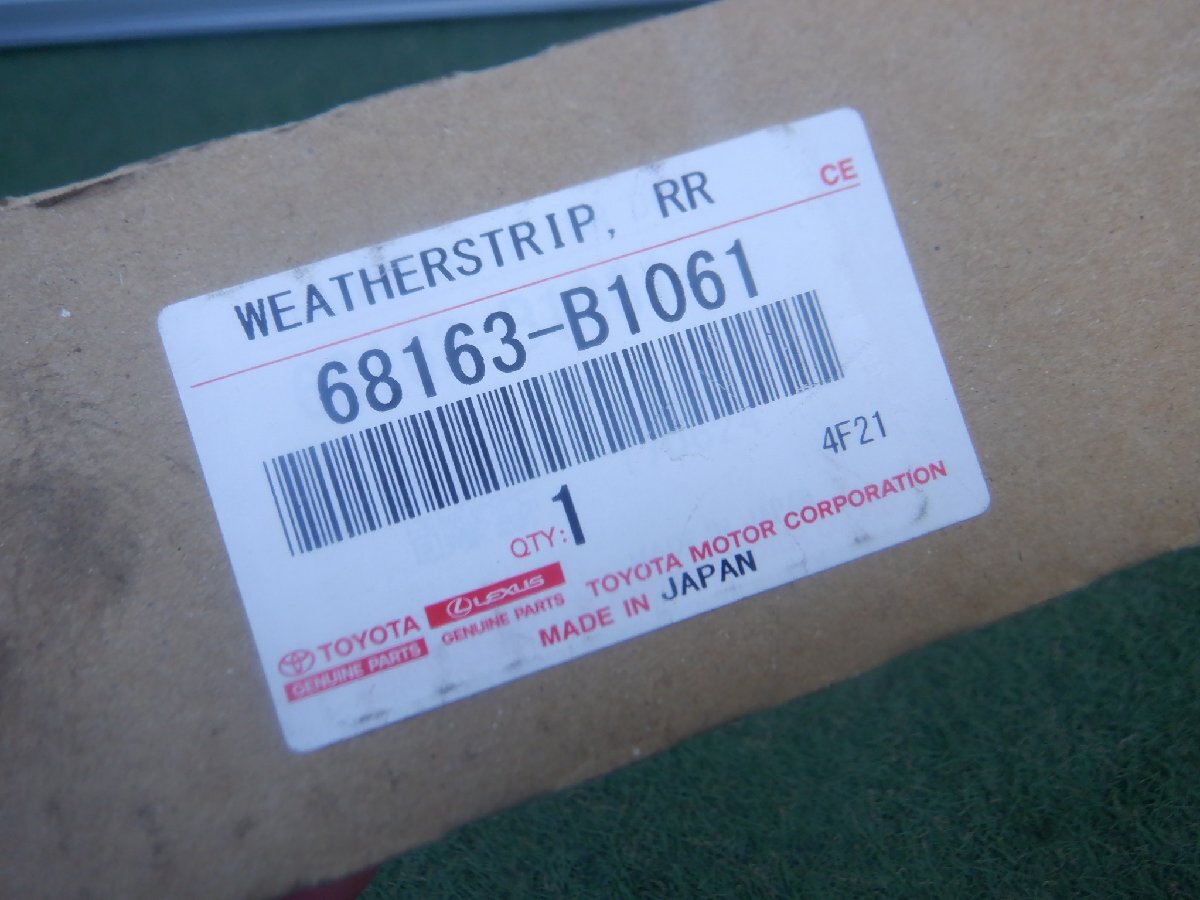 WEATHERSTRIP, RR
CE
68163-B1061
4F21
QTY: 1
TOYOTA
GENUINE PARTS
LEXUS
GENUINE PARTS
TOYOTA MOTOR CORPORATION
MADE IN JAPAN